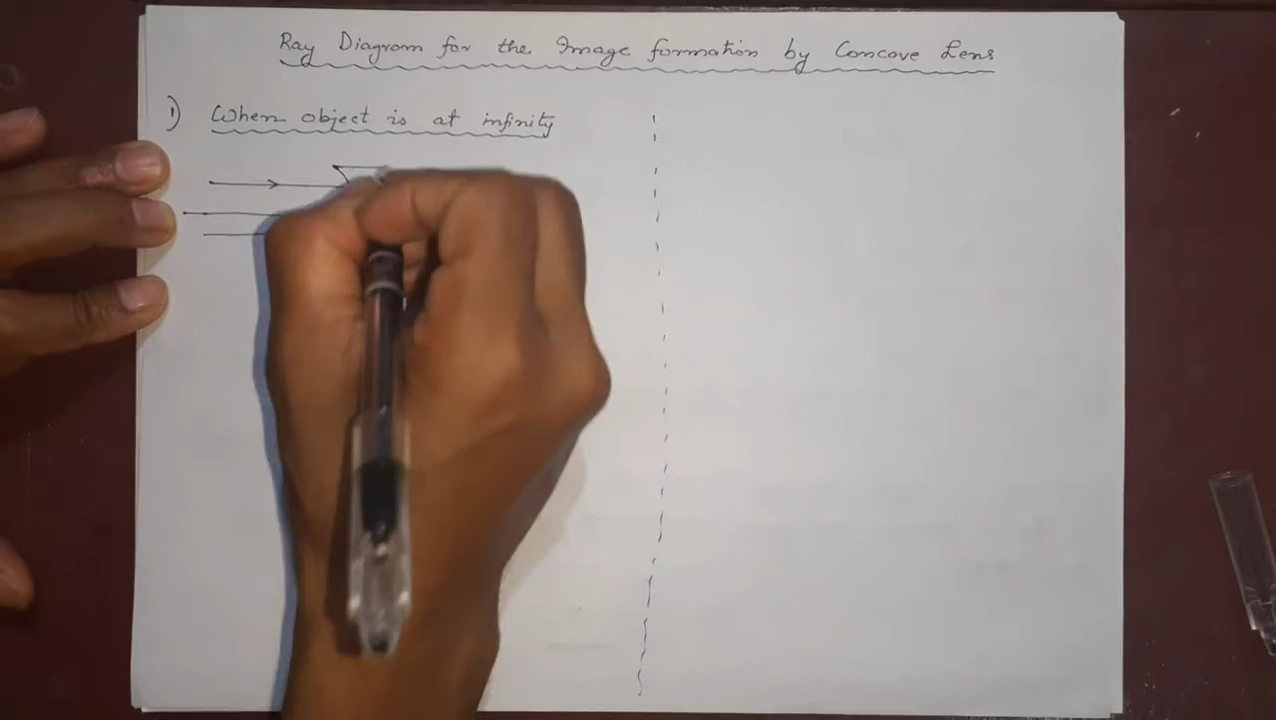 Ray Diagram for the Image formation by Concave Lens
1) When object is at infinity